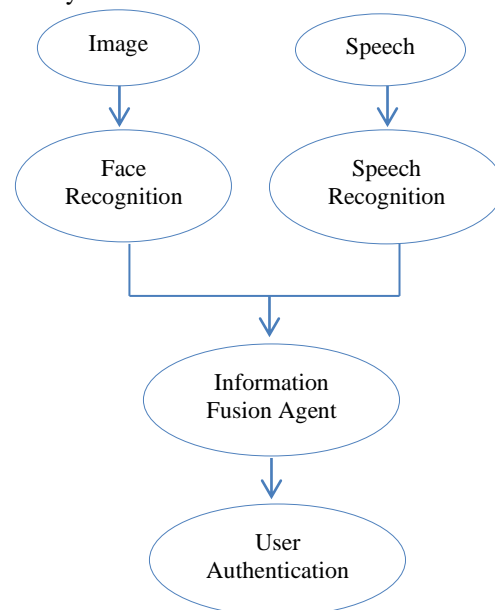 Image
Speech
Face
Recognition
Speech
Recognition
Information
Fusion Agent
User
Authentication